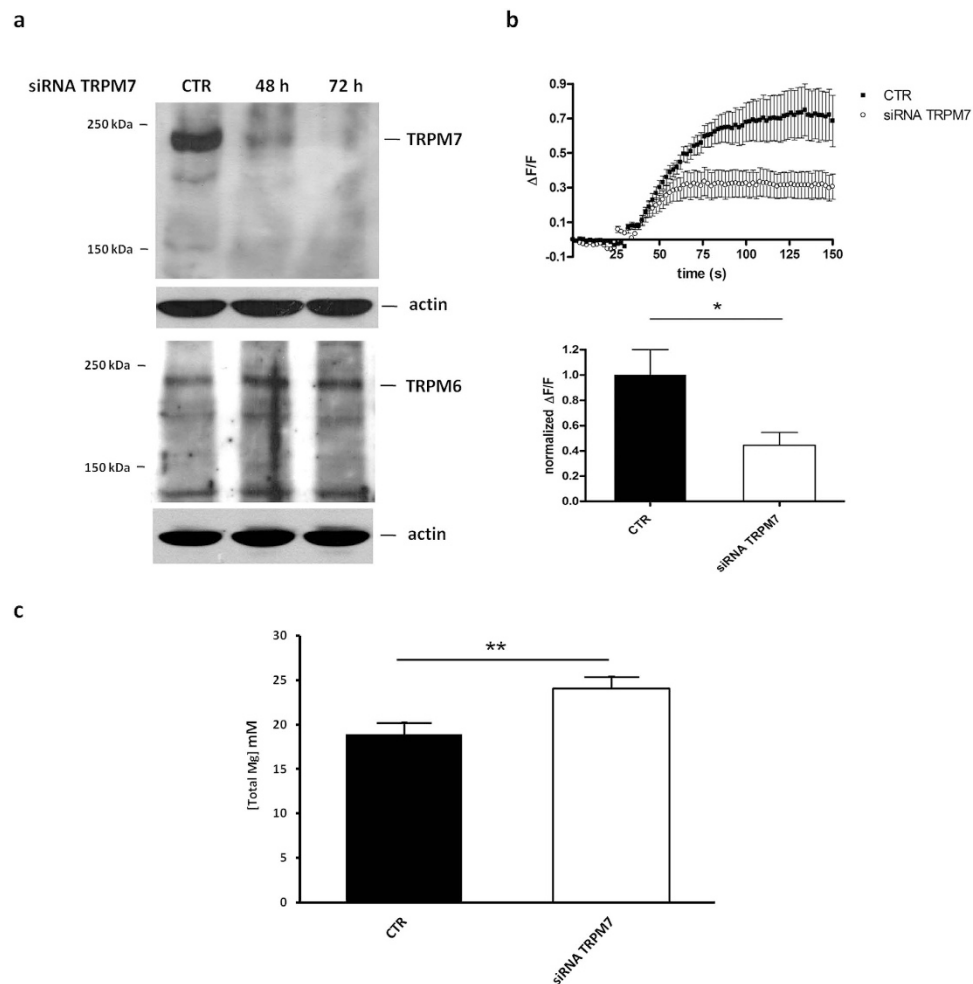 a
siRNA TRPM7 CTR 48 h 72 h
250 kDa
TRPM7
150 kDa
actin
250 kDa
TRPM6
150 kDa
actin
b
0.9
0.7
0.5
0.3
0.1
-0.1
ΔF/F
25 50 75 100 125 150
time (s)
CTR
siRNA TRPM7
*
1.2
1.0
0.8
0.6
0.4
0.2
0.0
normalized ΔF/F
CTR
siRNA TRPM7
c
**
30
25
20
15
10
5
0
[Total Mg] mM
CTR
siRNA TRPM7